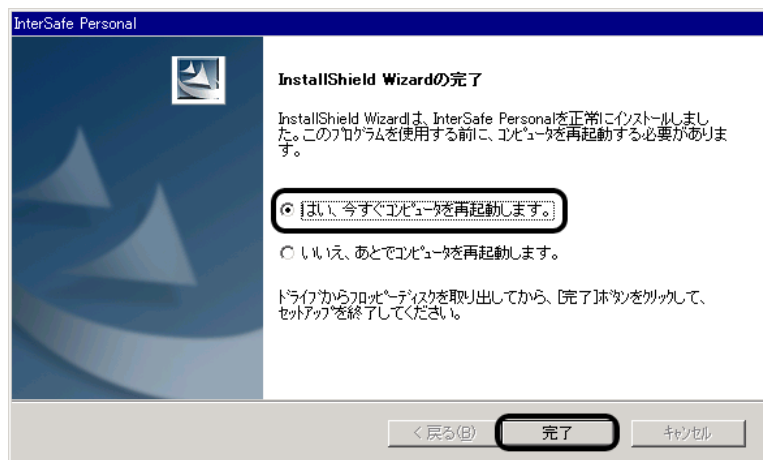 InterSafe Personal
InstallShield Wizardの完了
InstallShield Wizardは、InterSafe Personalを正常にインストールしまし
た。このプログラムを使用する前に、コンピュータを再起動する必要がありま
す。
はい、今すぐコンピュータを再起動します。
いいえ、あとでコンピュータを再起動します。
ドライブからフロッピーディスクを取り出してから、[完了]ボタンをクリックして、
セットアップを終了してください。
< 戻る(B) 完了 キャンセル